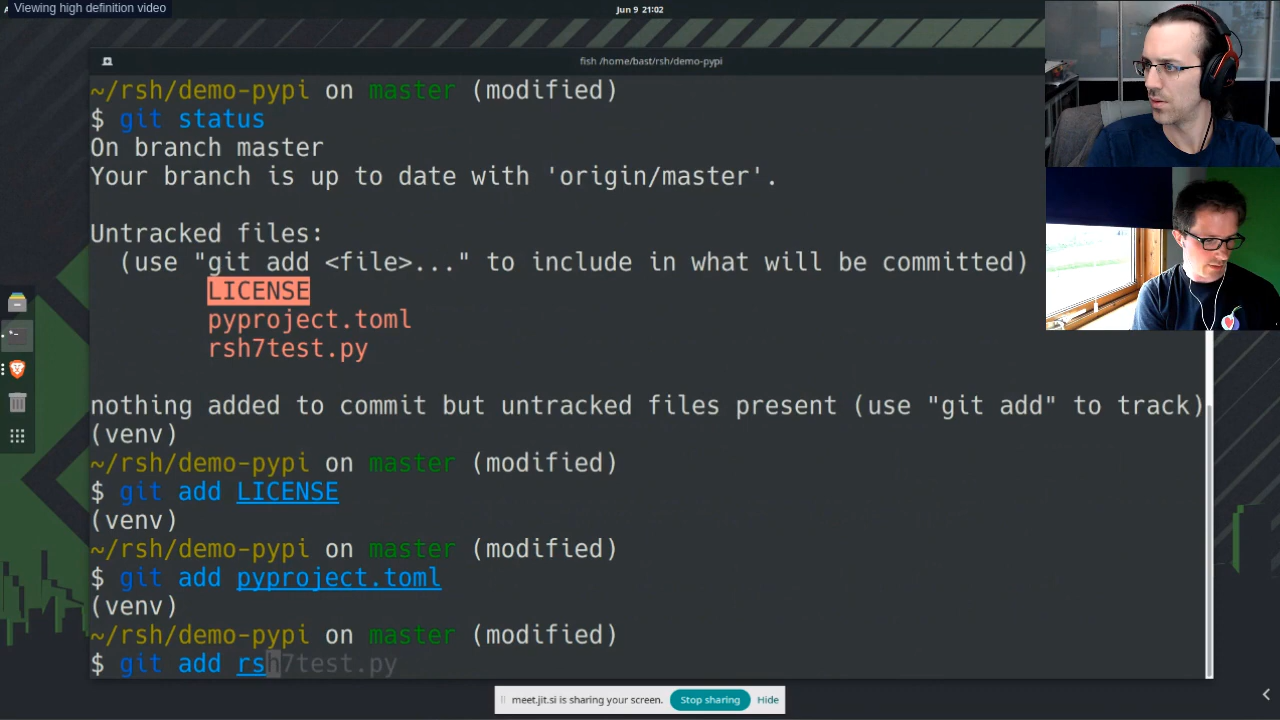 Viewing high definition video
Jun 9 21:02
fish /home/bast/rsh/demo-pypi
~/rsh/demo-pypi on master (modified)
$ git status
On branch master
Your branch is up to date with 'origin/master'.
Untracked files:
(use "git add <file>..." to include in what will be committed)
LICENSE
pyproject.toml
rsh7test.py
nothing added to commit but untracked files present (use "git add" to track)
(venv)
~/rsh/demo-pypi on master (modified)
$ git add LICENSE
(venv)
~/rsh/demo-pypi on master (modified)
$ git add pyproject.toml
(venv)
~/rsh/demo-pypi on master (modified)
$ git add rsh7test.py
meet.jit.si is sharing your screen. Stop sharing Hide